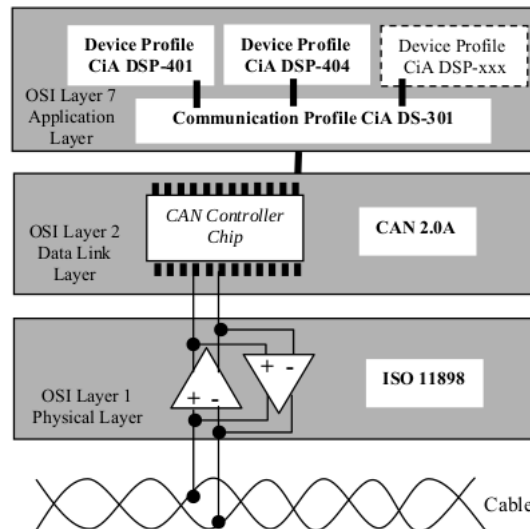 Device Profile
CiA DSP-401
Device Profile
CiA DSP-404
Device Profile
CiA DSP-xxx
OSI Layer 7
Application
Layer
Communication Profile CiA DS-301
CAN Controller
Chip
OSI Layer 2
Data Link
Layer
CAN 2.0A
+ -
+ -
OSI Layer 1
Physical Layer
ISO 11898
Cable